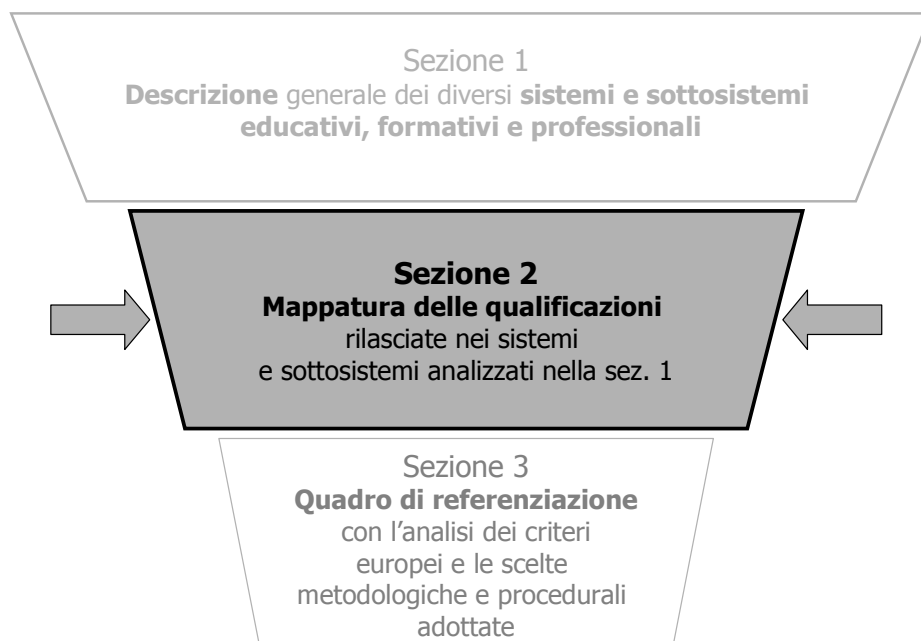 Sezione 1
Descrizione generale dei diversi sistemi e sottosistemi
educativi, formativi e professionali
Sezione 2
Mappatura delle qualificazioni
rilasciate nei sistemi
e sottosistemi analizzati nella sez. 1
Sezione 3
Quadro di referenziazione
con l'analisi dei criteri
europei e le scelte
metodologiche e procedurali
adottate